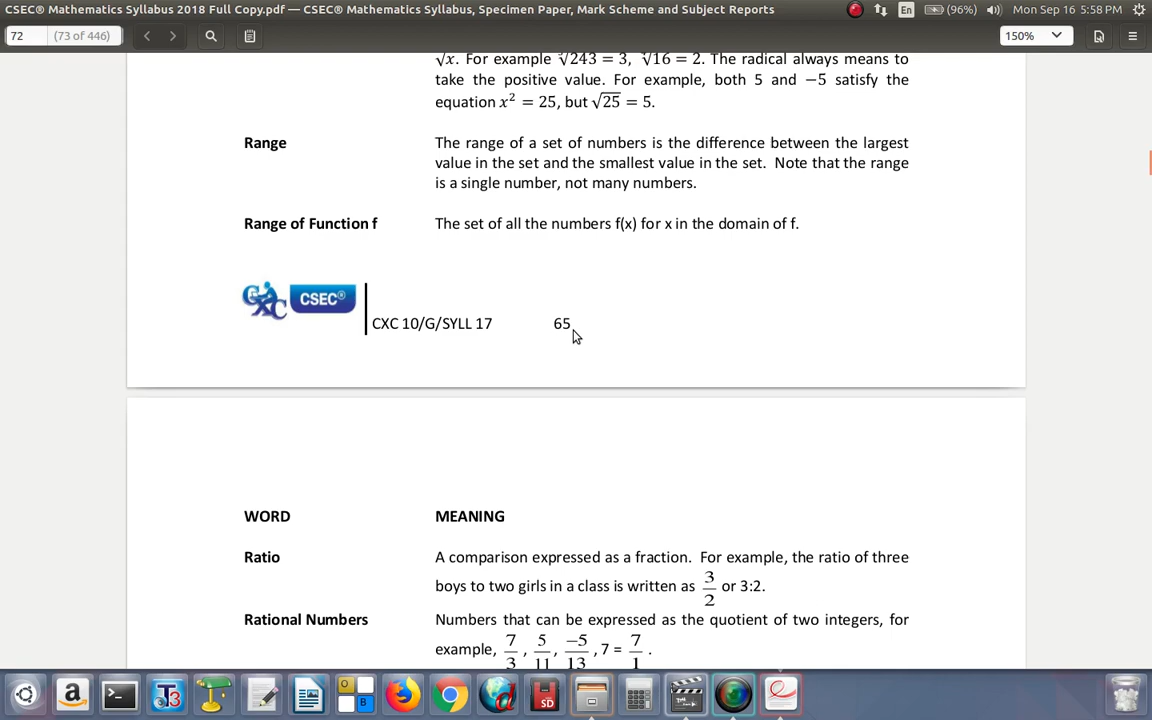 CSEC® Mathematics Syllabus 2018 Full Copy.pdf — CSEC® Mathematics Syllabus, Specimen Paper, Mark Scheme and Subject Reports
En (96%) Mon Sep 16 5:58 PM
72 (73 of 446) 150%
√x. For example ∛243 = 3, ∜16 = 2. The radical always means to
take the positive value. For example, both 5 and −5 satisfy the
equation x² = 25, but √25 = 5.
Range The range of a set of numbers is the difference between the largest
value in the set and the smallest value in the set. Note that the range
is a single number, not many numbers.
Range of Function f The set of all the numbers f(x) for x in the domain of f.
CXC CSEC®
CXC 10/G/SYLL 17 65
WORD MEANING
Ratio A comparison expressed as a fraction. For example, the ratio of three
boys to two girls in a class is written as 3/2 or 3:2.
Rational Numbers Numbers that can be expressed as the quotient of two integers, for
example, 7/3 , 5/11 , −5/13 , 7 = 7/1 .